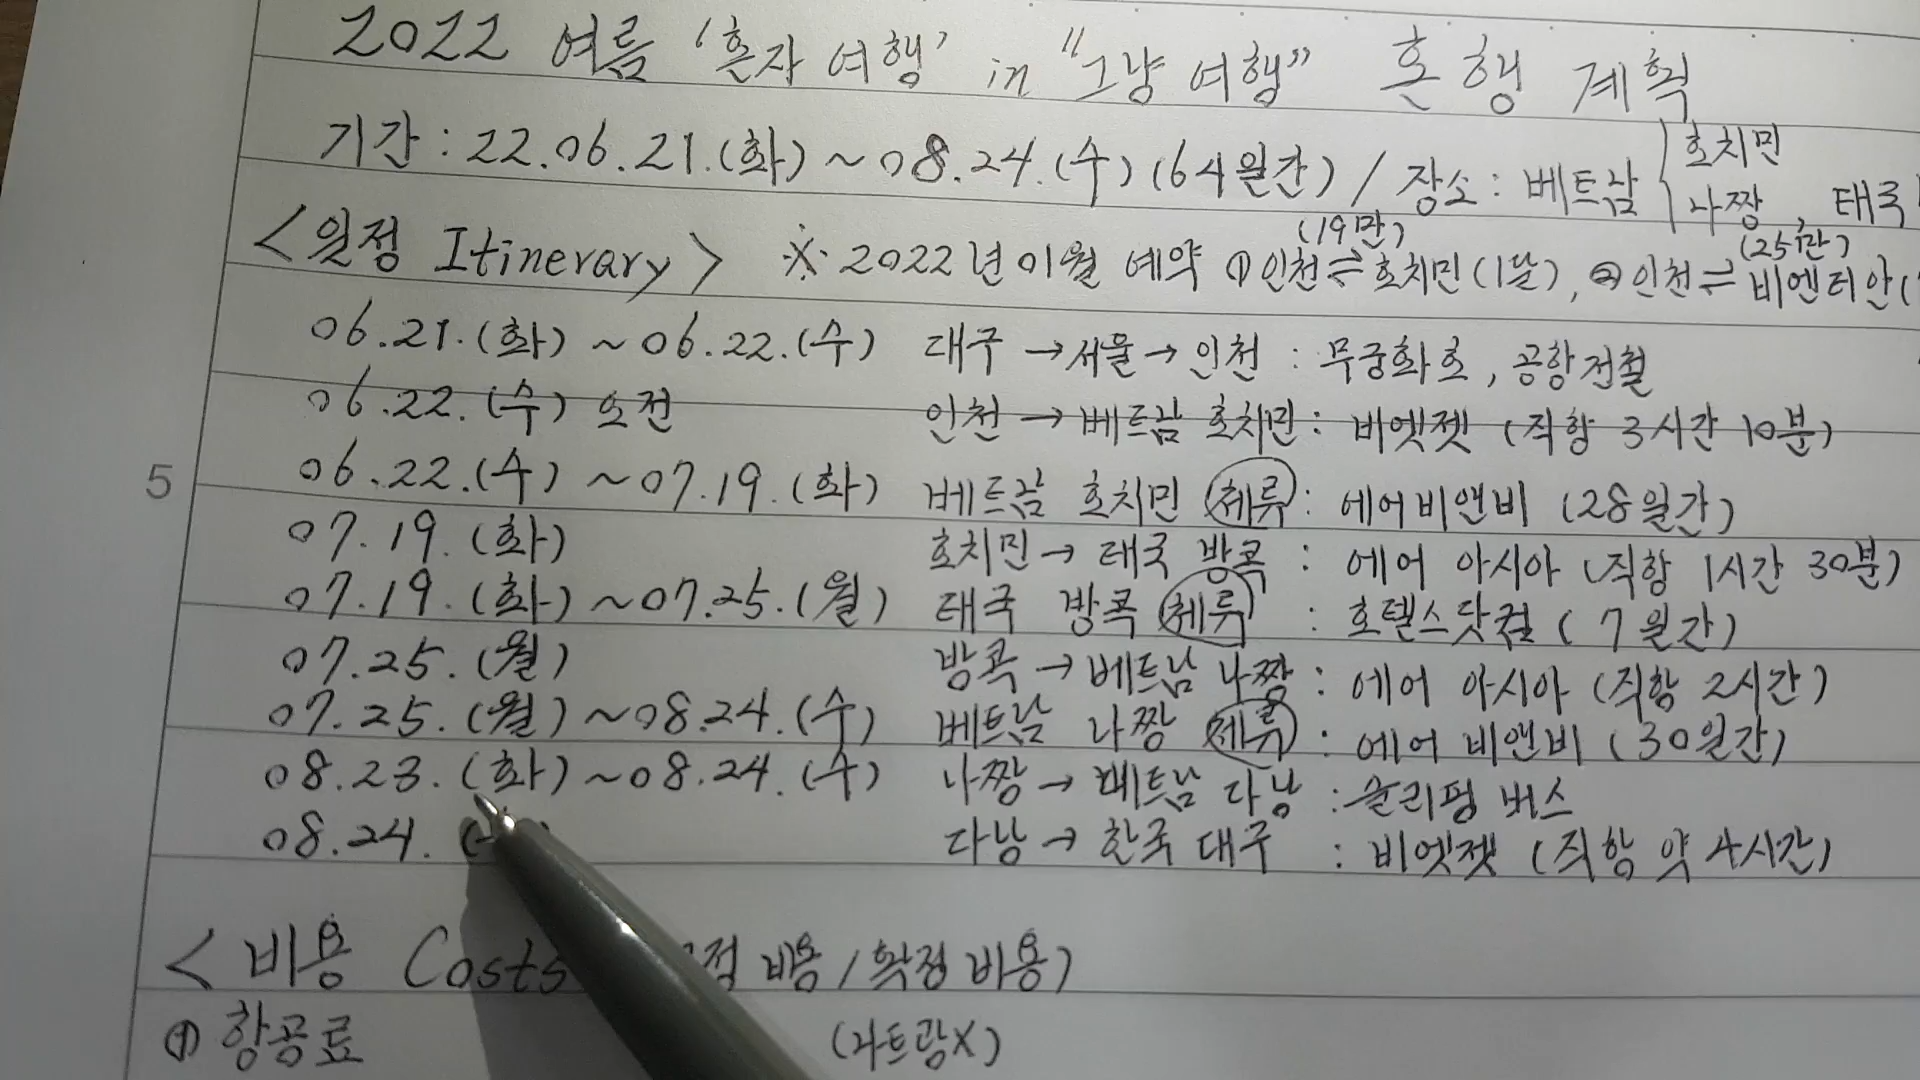 2022 여름 '혼자 여행' in "그냥 여행" 혼행 계획
기간 : 22.06.21.(화) ~ 08.24.(수) (64일간) / 장소 : 베트남 호치민
나짱, 태국
<일정 Itinerary> ※ 2022년 01월 예약 ① 인천⇌호치민(1달), ② 인천⇌비엔티안(
(19만) (25만)
06.21.(화) ~ 06.22.(수) 대구 → 서울 → 인천 : 무궁화호, 공항전철
06.22.(수) 오전 인천 → 베트남 호치민 : 비엣젯 (직항 3시간 10분)
06.22.(수) ~ 07.19.(화) 베트남 호치민 체류 : 에어비앤비 (28일간)
07.19.(화) 호치민 → 태국 방콕 : 에어 아시아 (직항 1시간 30분)
07.19.(화) ~ 07.25.(월) 태국 방콕 체류 : 호텔스닷컴 (7일간)
07.25.(월) 방콕 → 베트남 나짱 : 에어 아시아 (직항 2시간)
07.25.(월) ~ 08.24.(수) 베트남 나짱 체류 : 에어비앤비 (30일간)
08.23.(화) ~ 08.24.(수) 나짱 → 베트남 다낭 : 슬리핑 버스
08.24. 다낭 → 한국 대구 : 비엣젯 (직항 약 4시간)
5
<비용 Costs 비용 / 확정 비용)
① 항공료